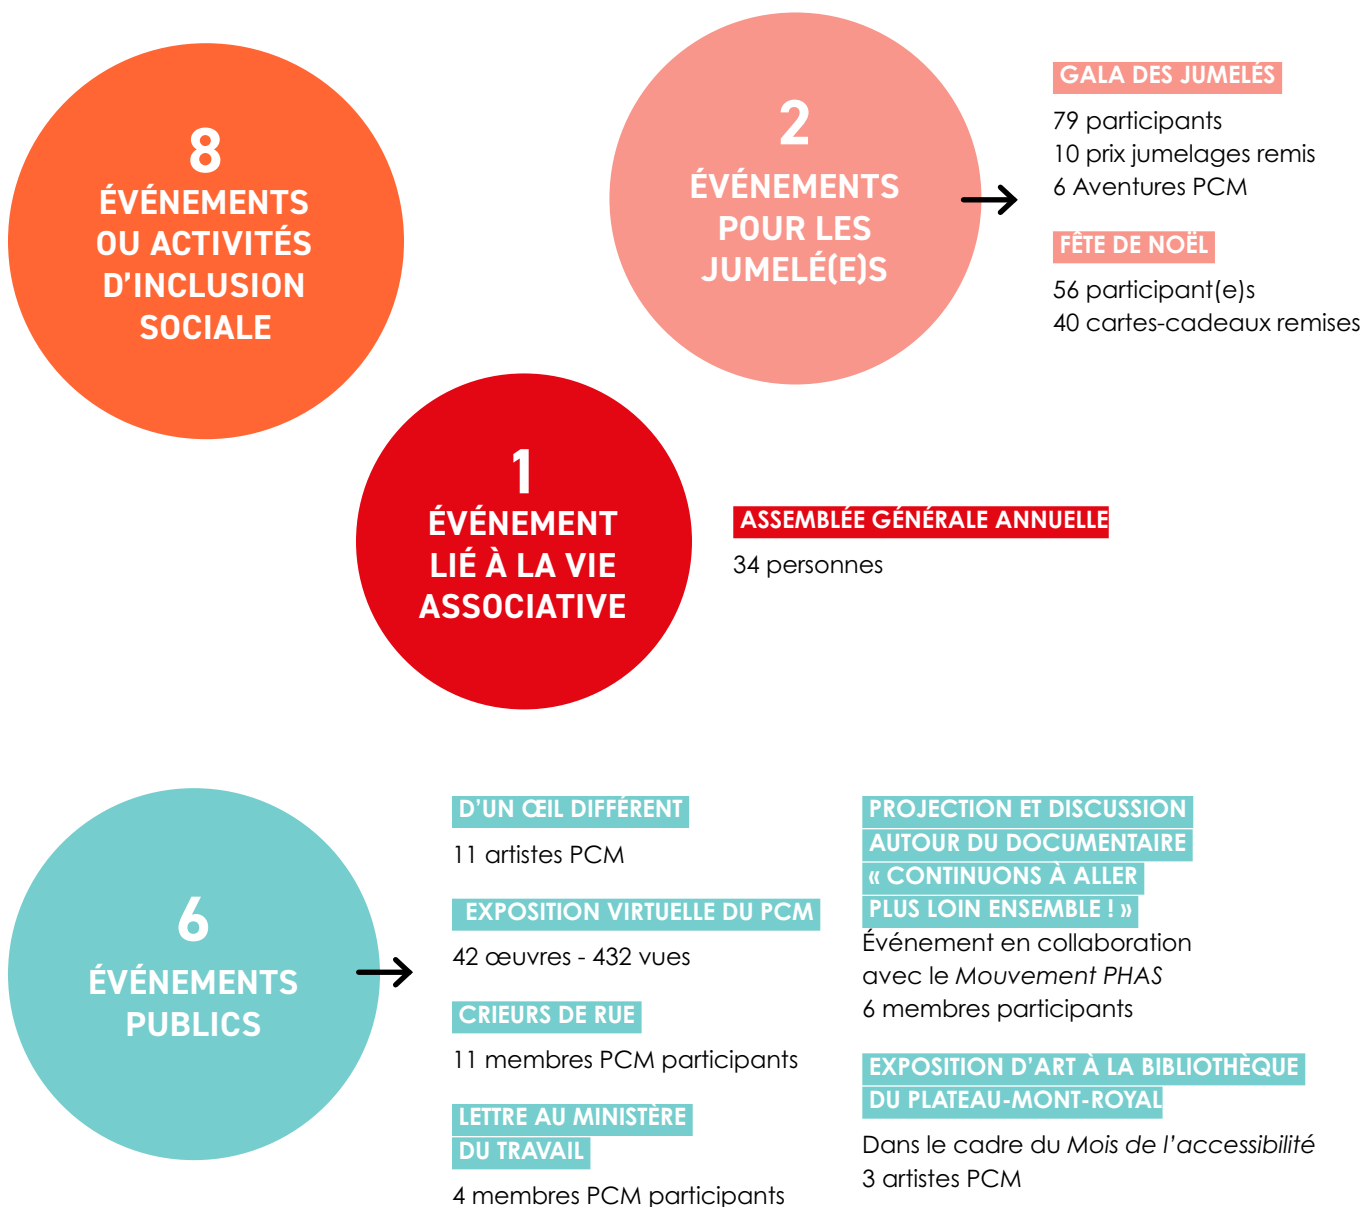 8
ÉVÉNEMENTS
OU ACTIVITÉS
D'INCLUSION
SOCIALE
2
ÉVÉNEMENTS
POUR LES
JUMELÉ(E)S
GALA DES JUMELÉS
79 participants
10 prix jumelages remis
6 Aventures PCM
FÊTE DE NOËL
56 participant(e)s
40 cartes-cadeaux remises
1
ÉVÉNEMENT
LIÉ À LA VIE
ASSOCIATIVE
ASSEMBLÉE GÉNÉRALE ANNUELLE
34 personnes
6
ÉVÉNEMENTS
PUBLICS
D'UN ŒIL DIFFÉRENT
11 artistes PCM
EXPOSITION VIRTUELLE DU PCM
42 œuvres - 432 vues
CRIEURS DE RUE
11 membres PCM participants
LETTRE AU MINISTÈRE
DU TRAVAIL
4 membres PCM participants
PROJECTION ET DISCUSSION
AUTOUR DU DOCUMENTAIRE
« CONTINUONS À ALLER
PLUS LOIN ENSEMBLE ! »
Événement en collaboration
avec le Mouvement PHAS
6 membres participants
EXPOSITION D'ART À LA BIBLIOTHÈQUE
DU PLATEAU-MONT-ROYAL
Dans le cadre du Mois de l'accessibilité
3 artistes PCM